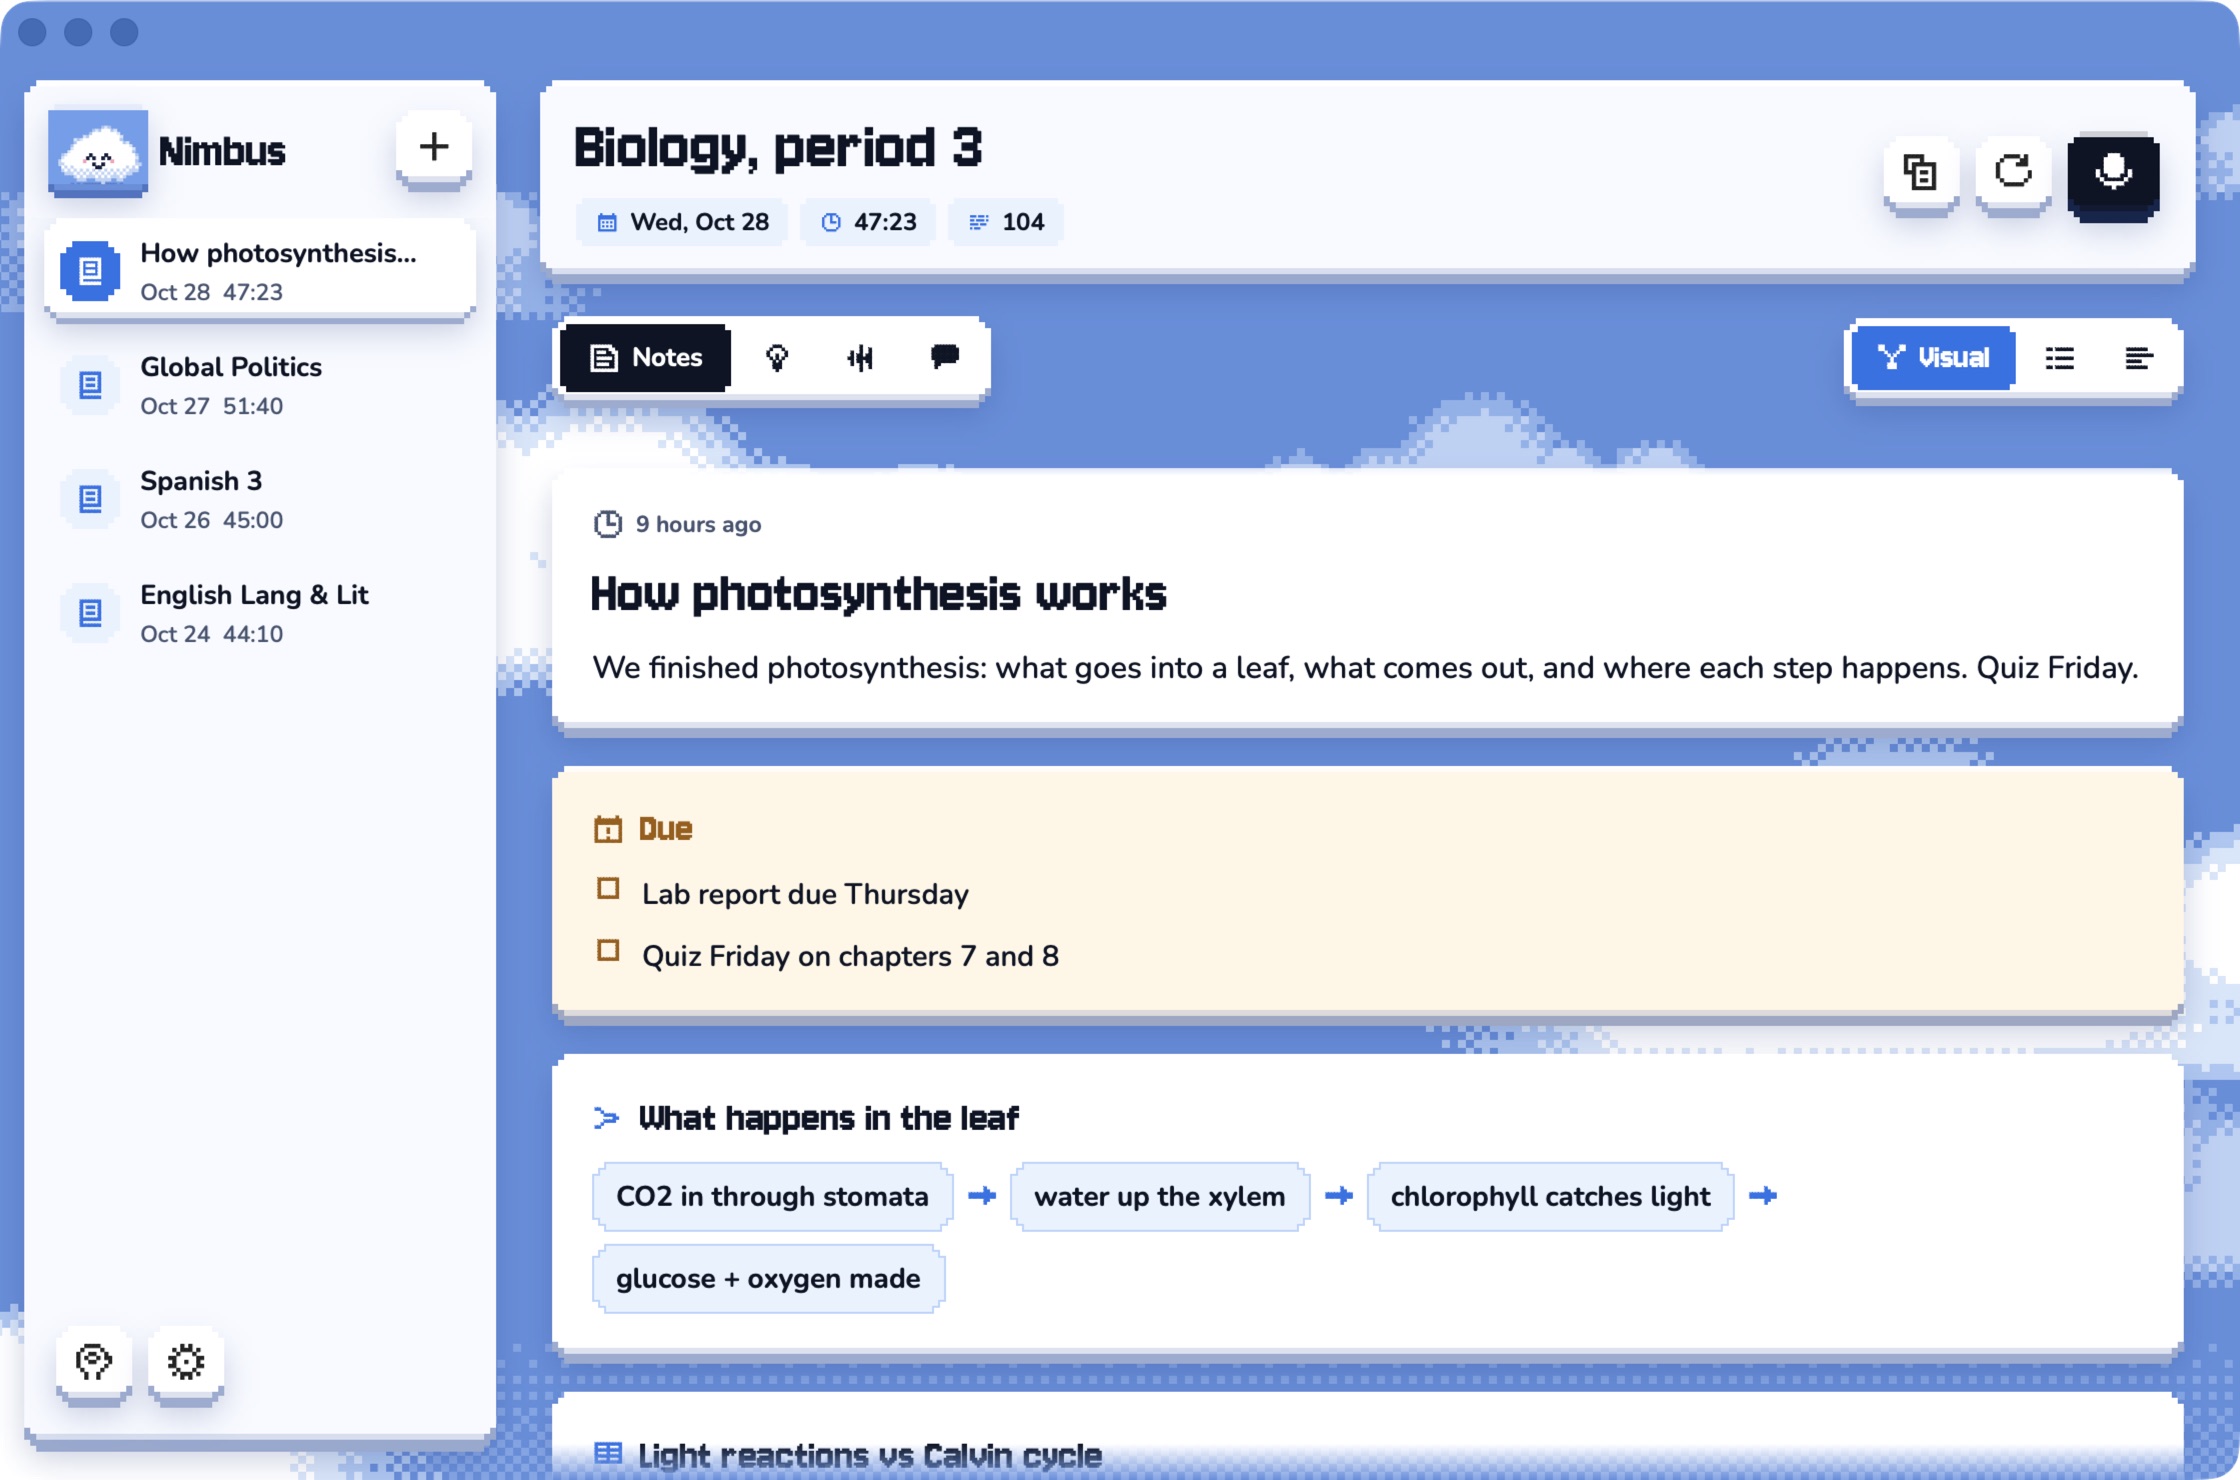 Nimbus
How photosynthesis...
Oct 28 47:23
Global Politics
Oct 27 51:40
Spanish 3
Oct 26 45:00
English Lang & Lit
Oct 24 44:10
Biology, period 3
Wed, Oct 28 47:23 104
Notes
Visual
9 hours ago
How photosynthesis works
We finished photosynthesis: what goes into a leaf, what comes out, and where each step happens. Quiz Friday.
Due
Lab report due Thursday
Quiz Friday on chapters 7 and 8
What happens in the leaf
CO2 in through stomata water up the xylem chlorophyll catches light
glucose + oxygen made
Light reactions vs Calvin cycle